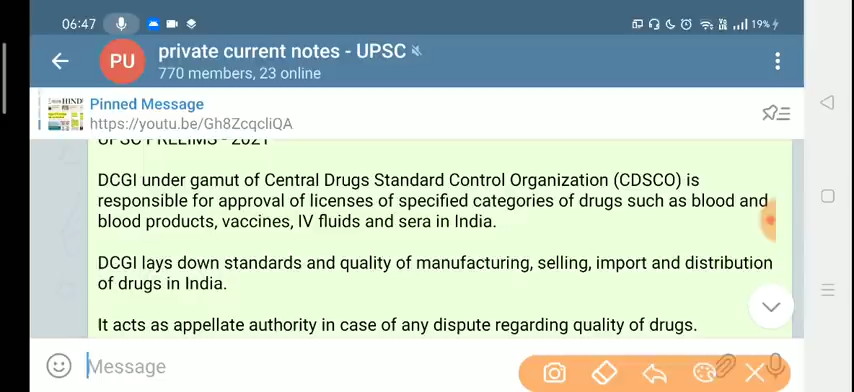 06:47
19%
PU
private current notes - UPSC
770 members, 23 online
HINDU
Pinned Message
https://youtu.be/Gh8ZcqcliQA
UPSC PRELIMS - 2021
DCGI under gamut of Central Drugs Standard Control Organization (CDSCO) is
responsible for approval of licenses of specified categories of drugs such as blood and
blood products, vaccines, IV fluids and sera in India.
DCGI lays down standards and quality of manufacturing, selling, import and distribution
of drugs in India.
It acts as appellate authority in case of any dispute regarding quality of drugs.
Message